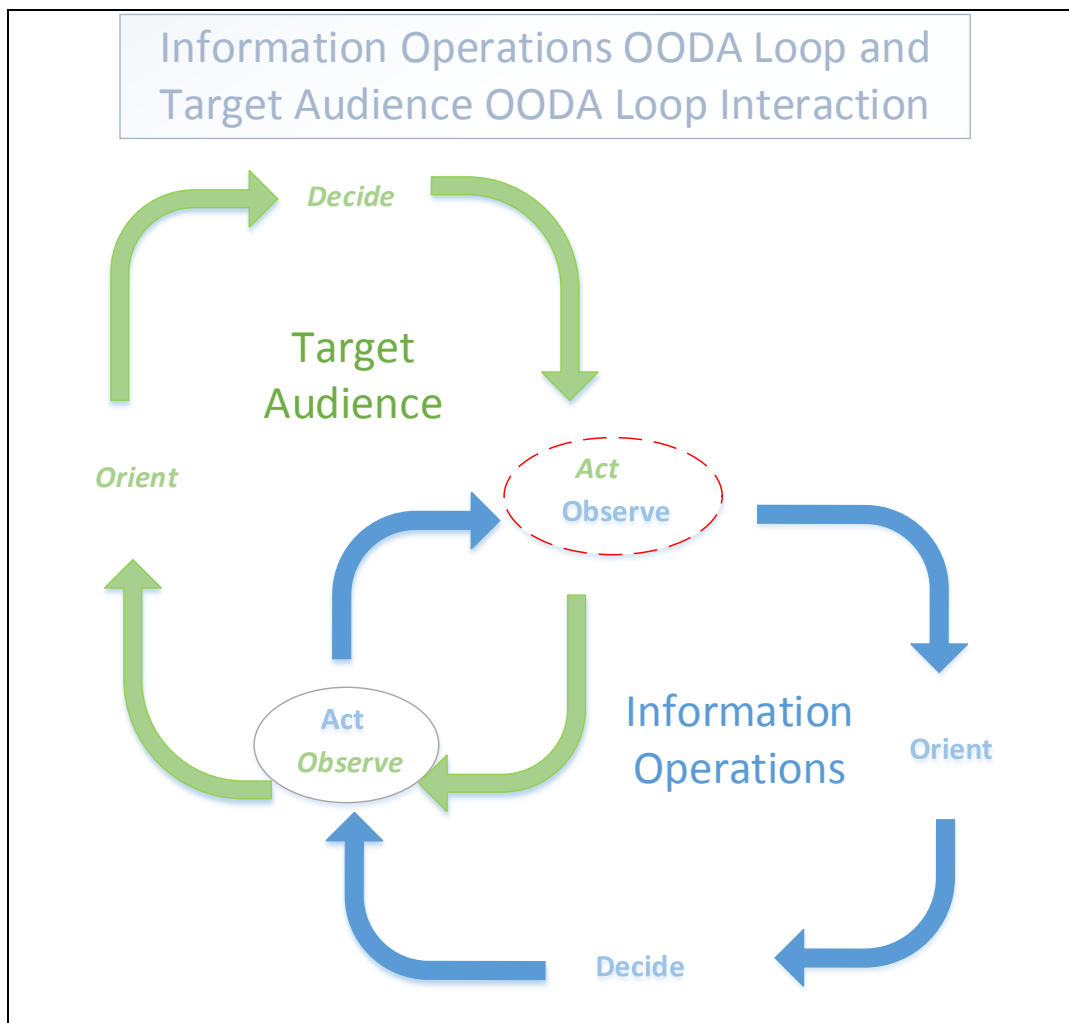 Information Operations OODA Loop and
Target Audience OODA Loop Interaction
Decide
Target
Audience
Orient
Act
Observe
Act
Observe
Information
Operations
Orient
Decide